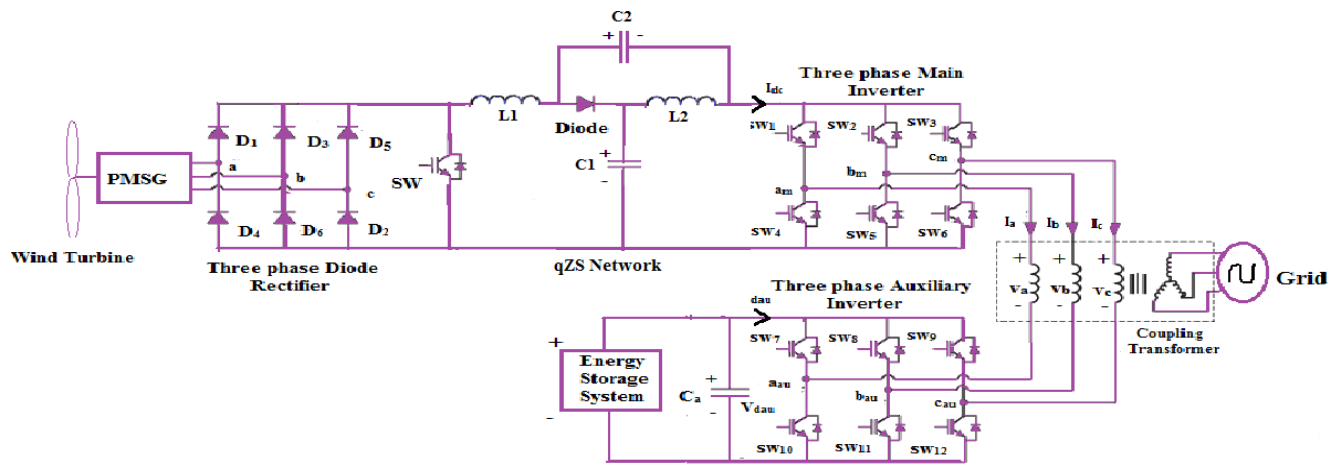 C2
+ -
Three phase Main
Inverter
Idc
L1
Diode
L2
SW1
SW2
SW3
D1
D3
D5
C1
+
-
SW
PMSG
a
b
c
am
bm
cm
D4
D6
D2
SW4
SW5
SW6
Ia
Ib
Ic
Wind Turbine
Three phase Diode
Rectifier
qZS Network
+ + +
Va
Vb
Vc
- - -
Grid
Coupling
Transformer
Three phase Auxiliary
Inverter
dau
SW7
SW8
SW9
+
Energy
Storage
System
-
Ca
+
-
Vdau
aau
bau
cau
SW10
SW11
SW12